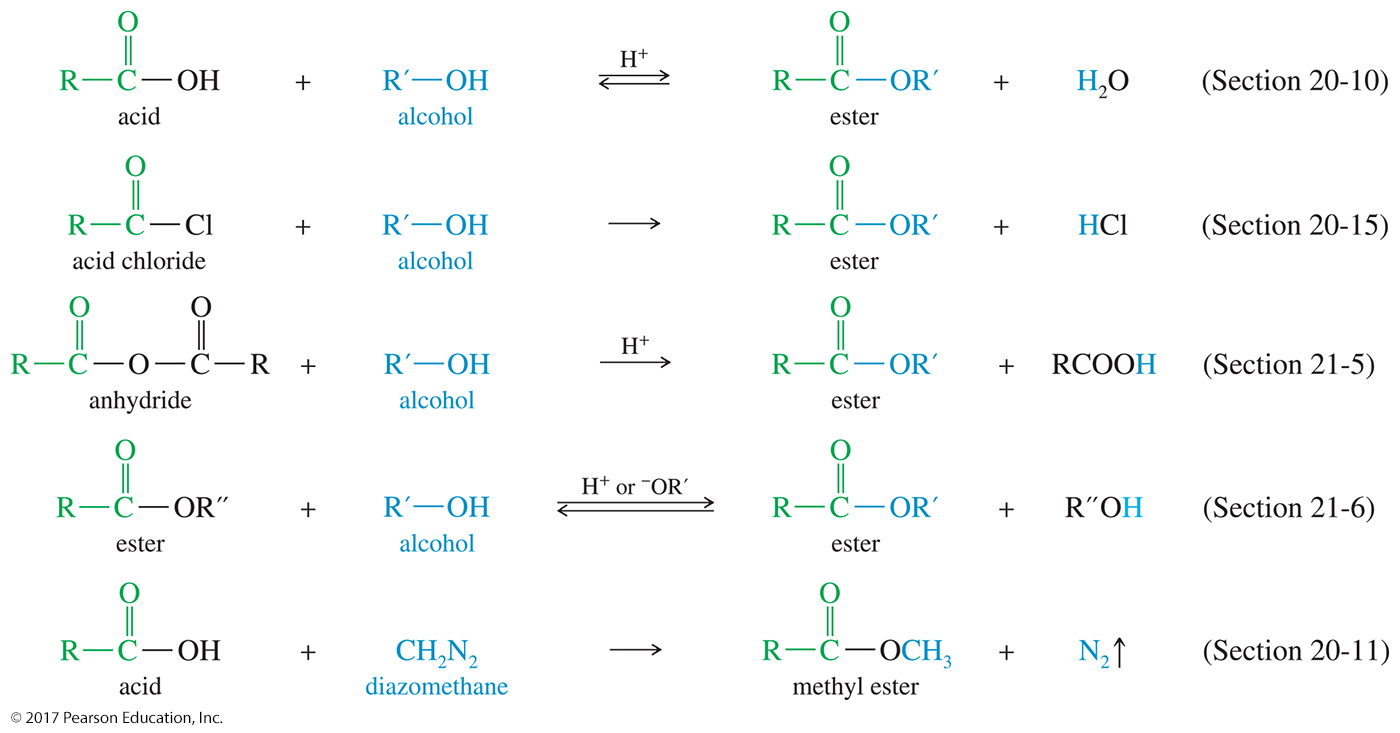 O O
R—C—OH + R′—OH H⁺ ⇌ R—C—OR′ + H₂O (Section 20-10)
acid alcohol ester
O O
R—C—Cl + R′—OH → R—C—OR′ + HCl (Section 20-15)
acid chloride alcohol ester
O O O
R—C—O—C—R + R′—OH H⁺ → R—C—OR′ + RCOOH (Section 21-5)
anhydride alcohol ester
O O
R—C—OR″ + R′—OH H⁺ or ⁻OR′ ⇌ R—C—OR′ + R″OH (Section 21-6)
ester alcohol ester
O O
R—C—OH + CH₂N₂ → R—C—OCH₃ + N₂↑ (Section 20-11)
acid diazomethane methyl ester
© 2017 Pearson Education, Inc.